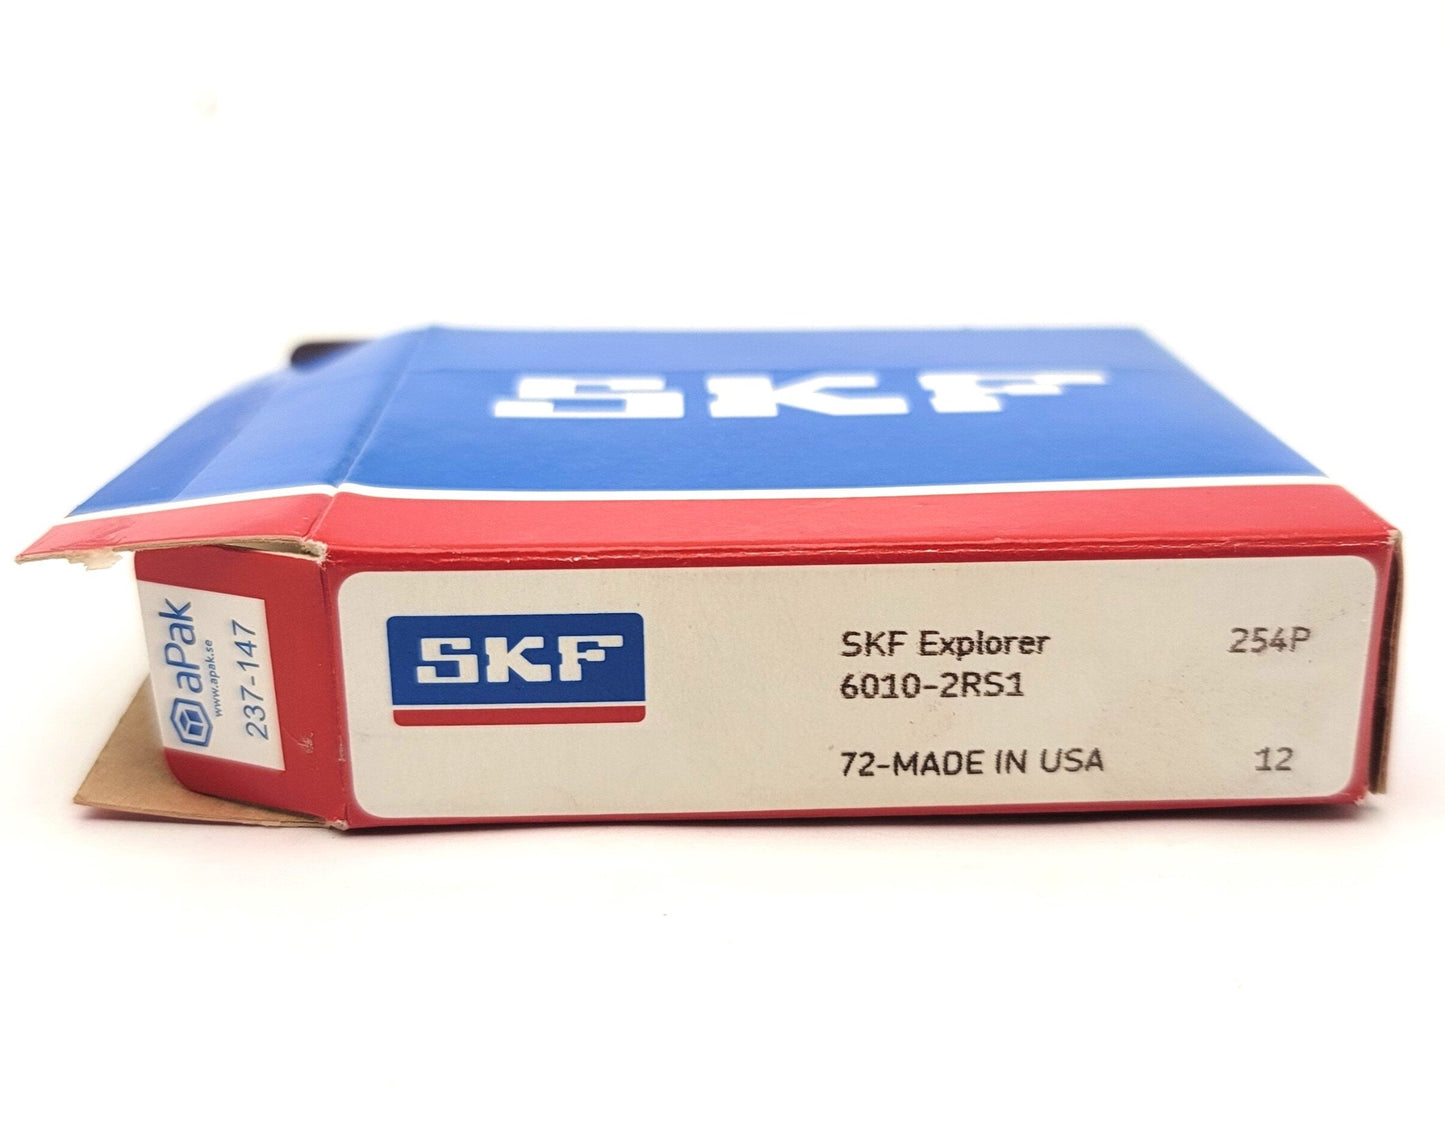 SKF
SKF
SKF Explorer
254P
6010-2RS1
72-MADE IN USA
12
aPak
www.apak.se
237-147